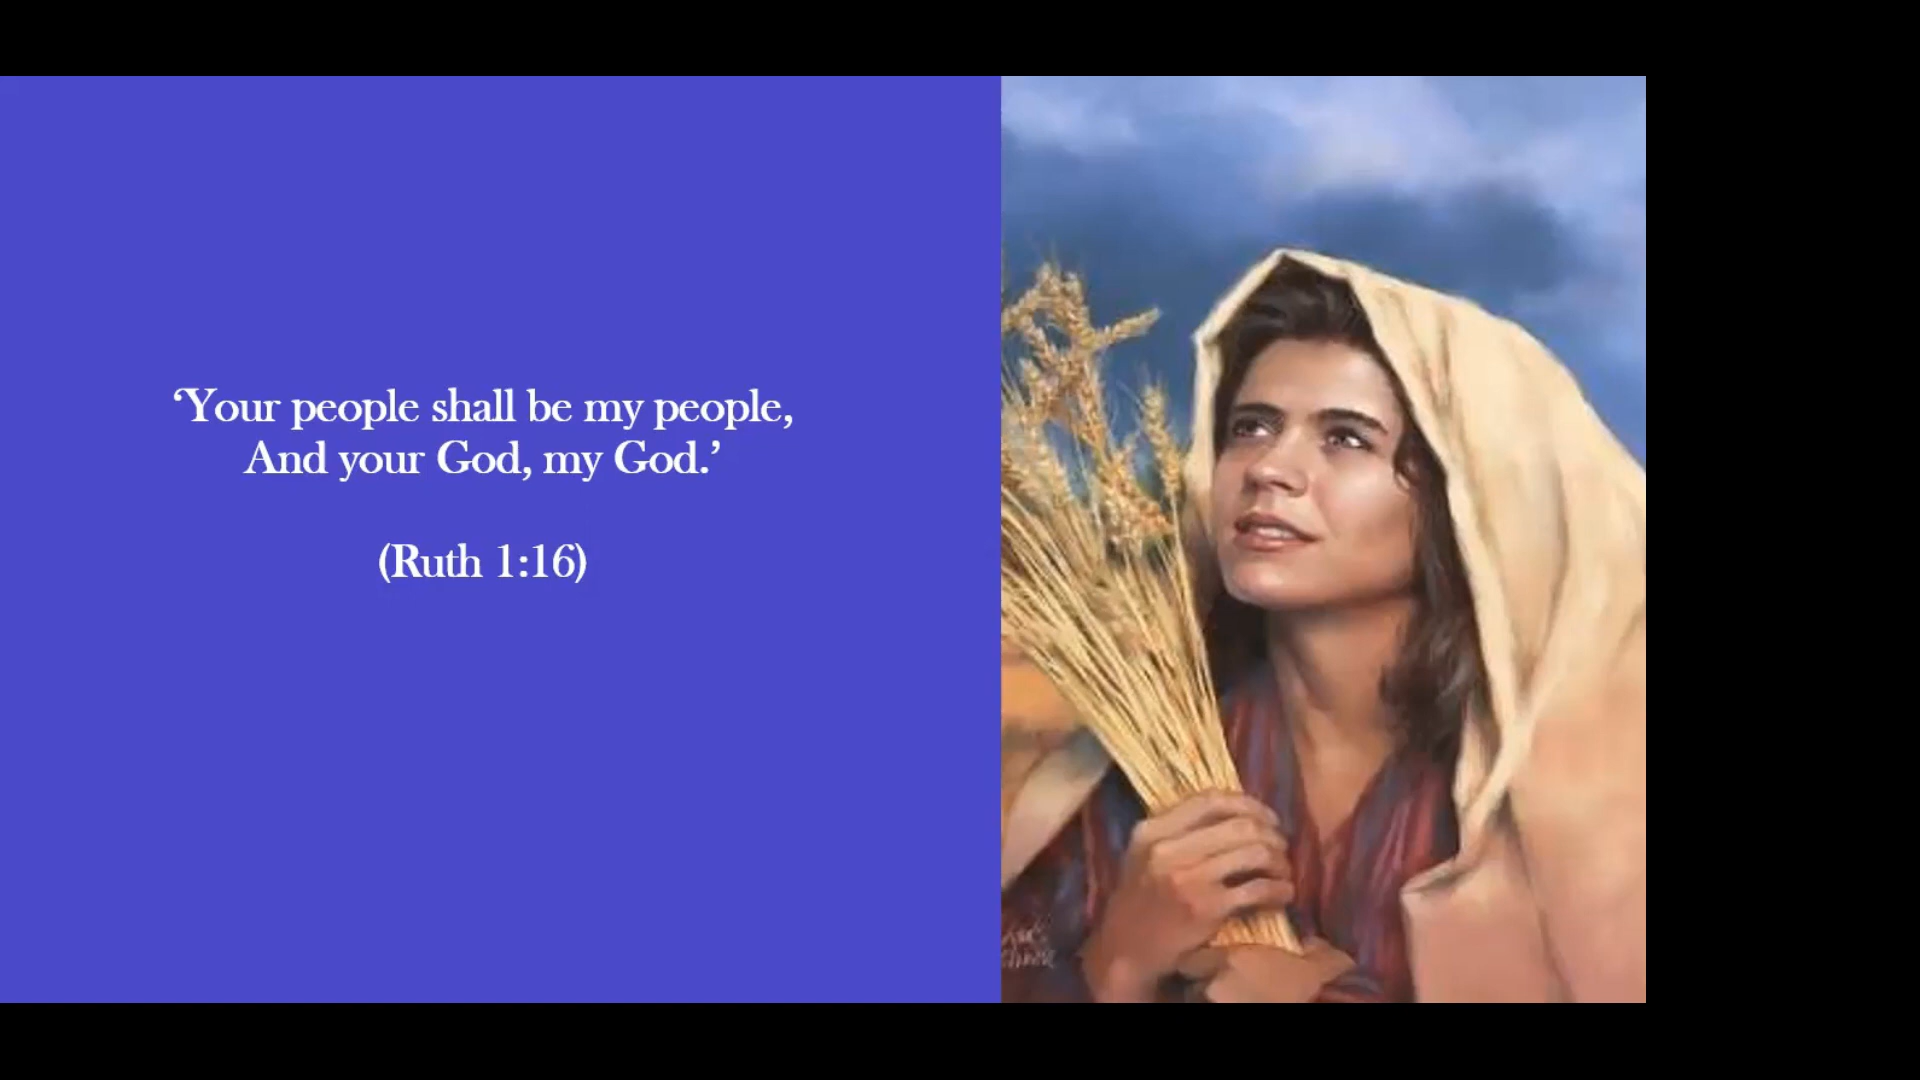 ‘Your people shall be my people,
And your God, my God.’
(Ruth 1:16)